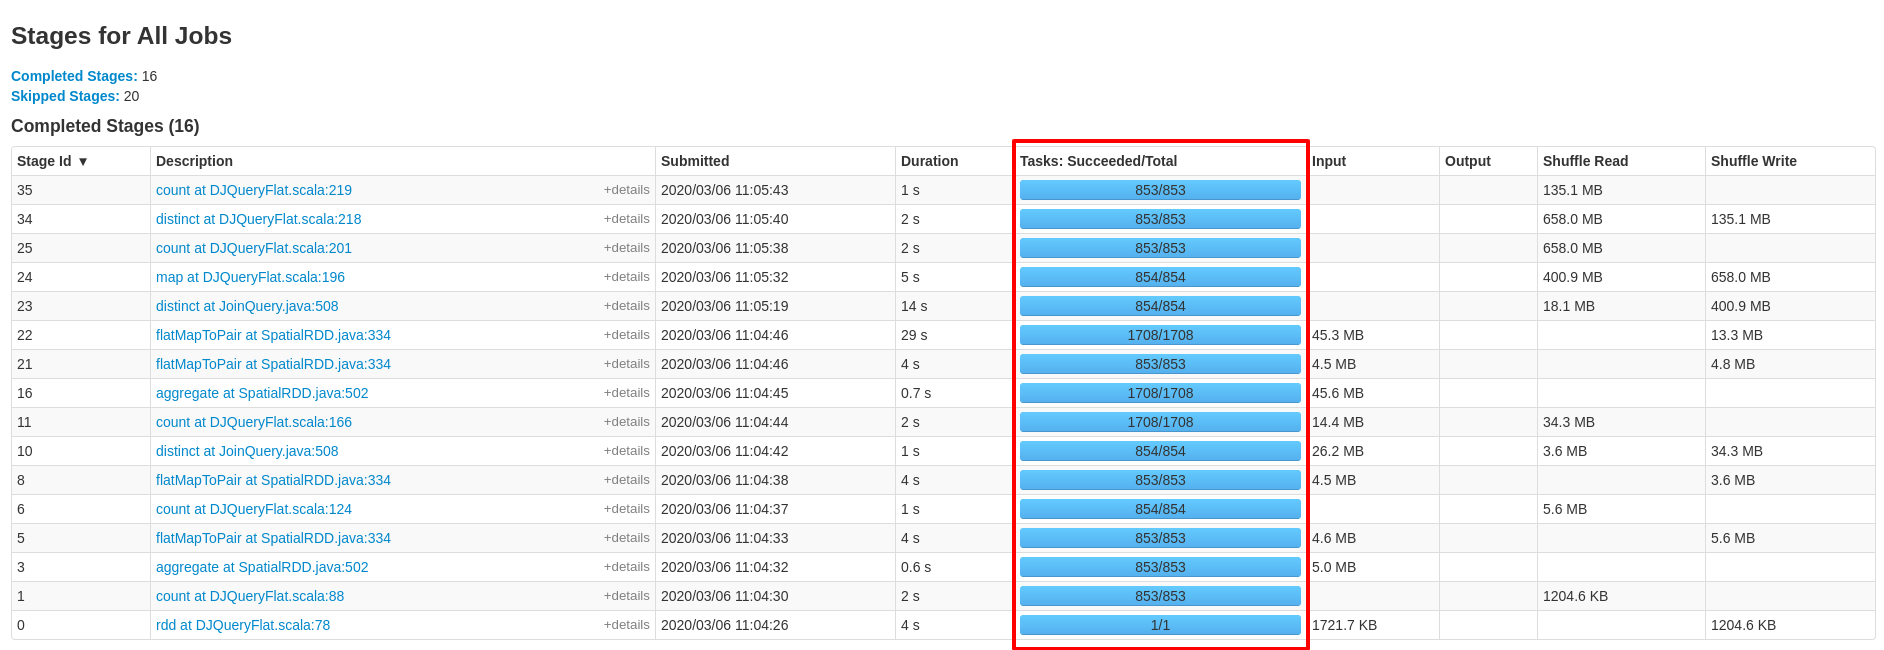 Stages for All Jobs
Completed Stages: 16
Skipped Stages: 20
Completed Stages (16)
Stage Id ▼ Description Submitted Duration Tasks: Succeeded/Total Input Output Shuffle Read Shuffle Write
35 count at DJQueryFlat.scala:219 +details 2020/03/06 11:05:43 1 s 853/853 135.1 MB
34 distinct at DJQueryFlat.scala:218 +details 2020/03/06 11:05:40 2 s 853/853 658.0 MB 135.1 MB
25 count at DJQueryFlat.scala:201 +details 2020/03/06 11:05:38 2 s 853/853 658.0 MB
24 map at DJQueryFlat.scala:196 +details 2020/03/06 11:05:32 5 s 854/854 400.9 MB 658.0 MB
23 distinct at JoinQuery.java:508 +details 2020/03/06 11:05:19 14 s 854/854 18.1 MB 400.9 MB
22 flatMapToPair at SpatialRDD.java:334 +details 2020/03/06 11:04:46 29 s 1708/1708 45.3 MB 13.3 MB
21 flatMapToPair at SpatialRDD.java:334 +details 2020/03/06 11:04:46 4 s 853/853 4.5 MB 4.8 MB
16 aggregate at SpatialRDD.java:502 +details 2020/03/06 11:04:45 0.7 s 1708/1708 45.6 MB
11 count at DJQueryFlat.scala:166 +details 2020/03/06 11:04:44 2 s 1708/1708 14.4 MB 34.3 MB
10 distinct at JoinQuery.java:508 +details 2020/03/06 11:04:42 1 s 854/854 26.2 MB 3.6 MB 34.3 MB
8 flatMapToPair at SpatialRDD.java:334 +details 2020/03/06 11:04:38 4 s 853/853 4.5 MB 3.6 MB
6 count at DJQueryFlat.scala:124 +details 2020/03/06 11:04:37 1 s 854/854 5.6 MB
5 flatMapToPair at SpatialRDD.java:334 +details 2020/03/06 11:04:33 4 s 853/853 4.6 MB 5.6 MB
3 aggregate at SpatialRDD.java:502 +details 2020/03/06 11:04:32 0.6 s 853/853 5.0 MB
1 count at DJQueryFlat.scala:88 +details 2020/03/06 11:04:30 2 s 853/853 1204.6 KB
0 rdd at DJQueryFlat.scala:78 +details 2020/03/06 11:04:26 4 s 1/1 1721.7 KB 1204.6 KB